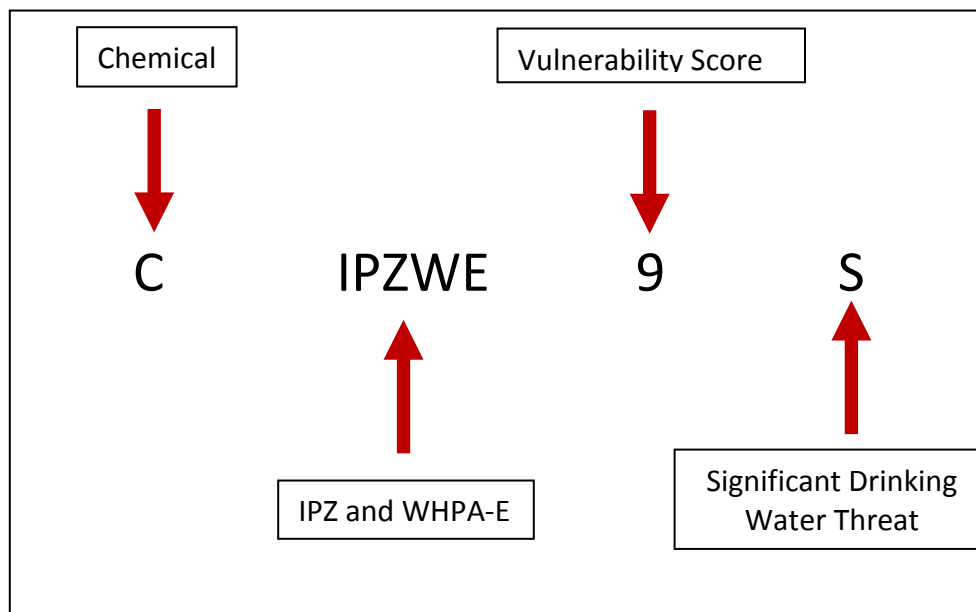 Chemical
Vulnerability Score
C IPZWE 9 S
IPZ and WHPA-E
Significant Drinking
Water Threat